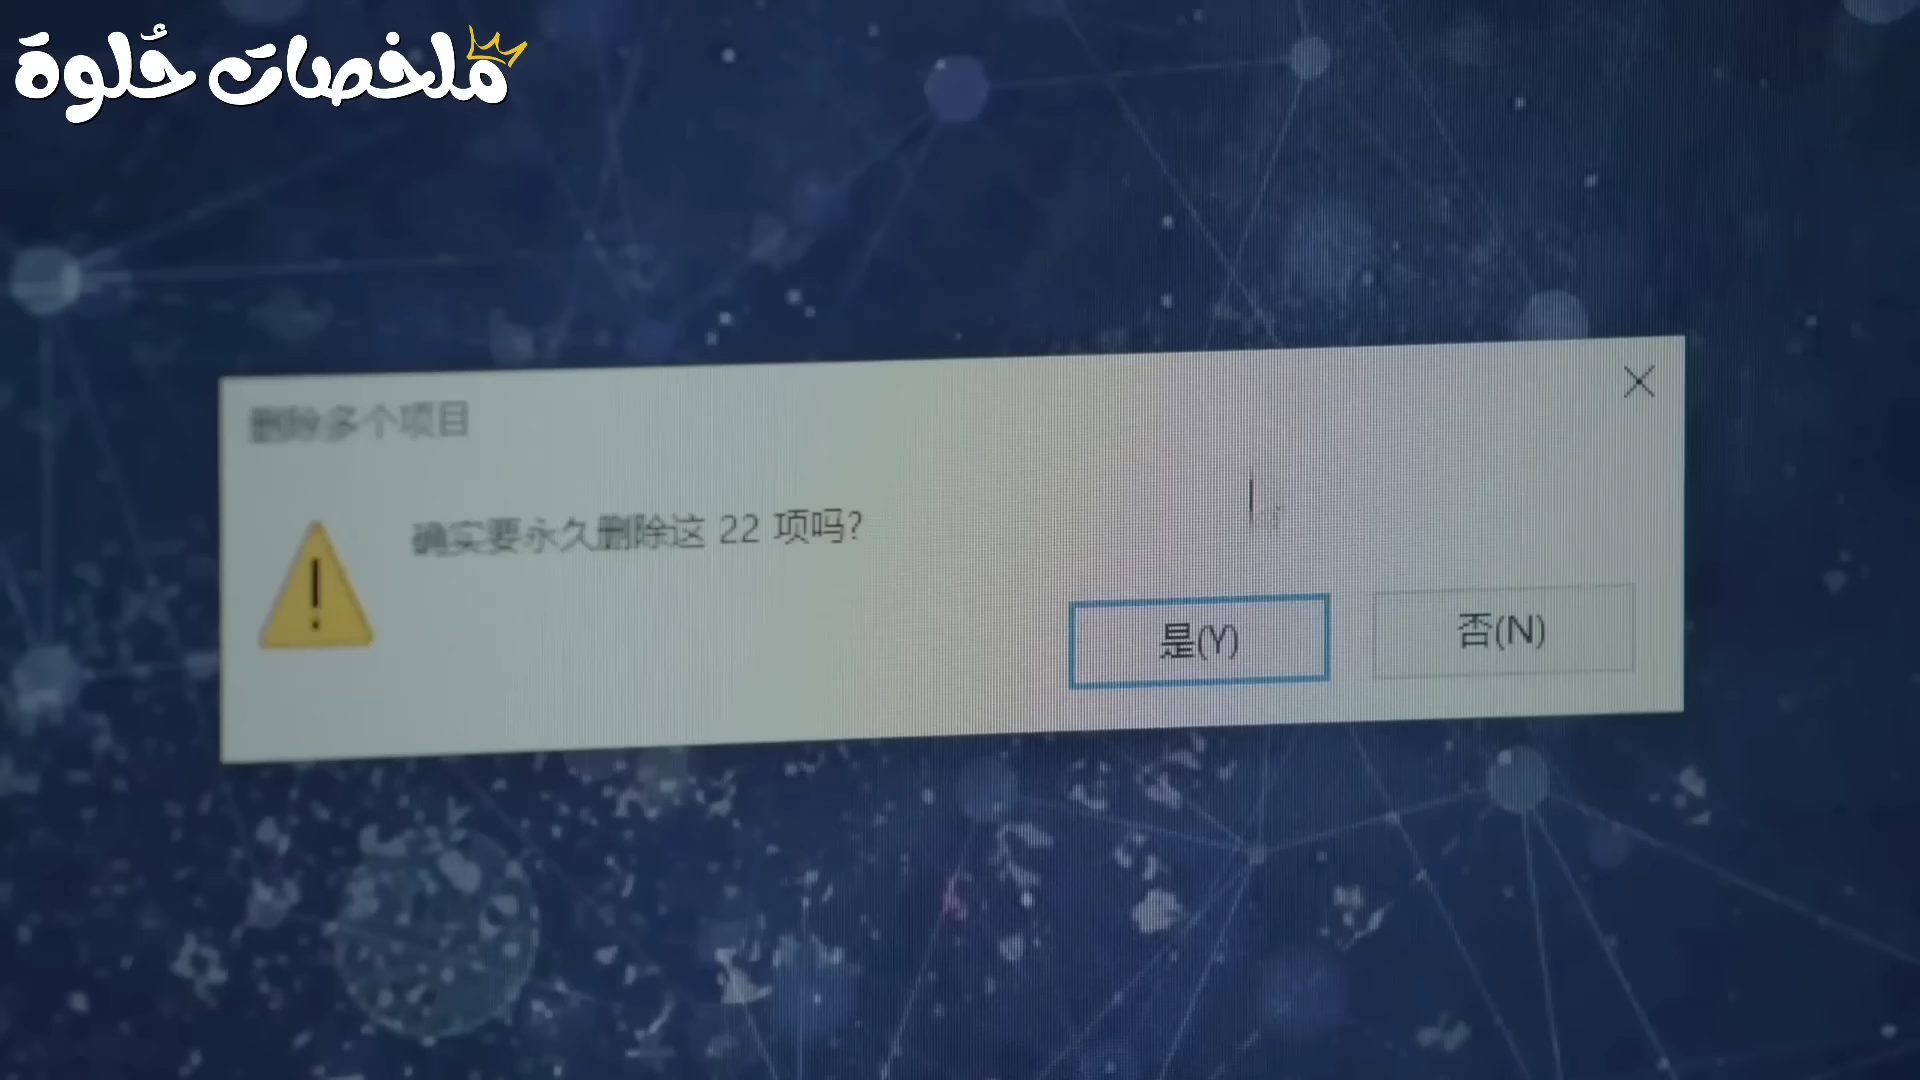 ملخصات حُلوة
删除多个项目
确实要永久删除这 22 项吗?
是(Y)
否(N)